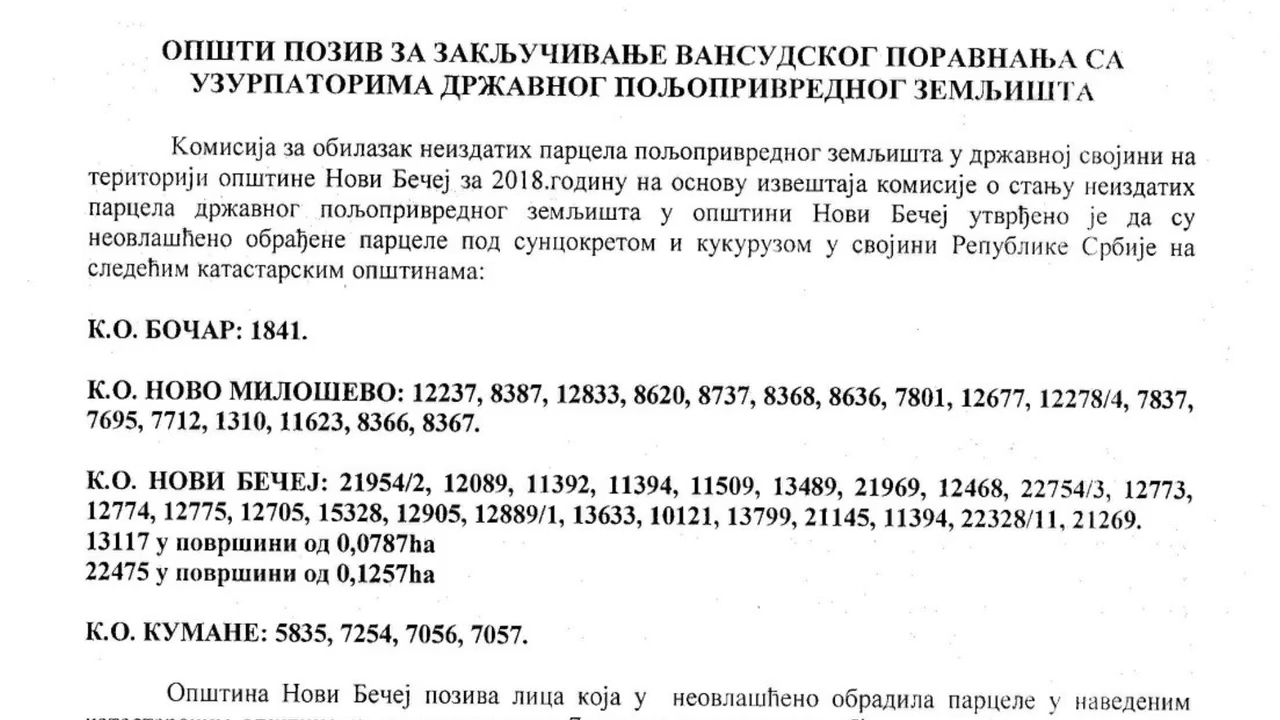 ОПШТИ ПОЗИВ ЗА ЗАКЉУЧИВАЊЕ ВАНСУДСКОГ ПОРАВНАЊА СА
УЗУРПАТОРИМА ДРЖАВНОГ ПОЉОПРИВРЕДНОГ ЗЕМЉИШТА
Комисија за обилазак неиздатих парцела пољопривредног земљишта у државној својини на
територији општине Нови Бечеј за 2018.годину на основу извештаја комисије о стању неиздатих
парцела државног пољопривредног земљишта у општини Нови Бечеј утврђено је да су
неовлашћено обрађене парцеле под сунцокретом и кукурузом у својини Републике Србије на
следећим катастарским општинама:
К.О. БОЧАР: 1841.
К.О. НОВО МИЛОШЕВО: 12237, 8387, 12833, 8620, 8737, 8368, 8636, 7801, 12677, 12278/4, 7837,
7695, 7712, 1310, 11623, 8366, 8367.
К.О. НОВИ БЕЧЕЈ: 21954/2, 12089, 11392, 11394, 11509, 13489, 21969, 12468, 22754/3, 12773,
12774, 12775, 12705, 15328, 12905, 12889/1, 13633, 10121, 13799, 21145, 11394, 22328/11, 21269.
13117 у површини од 0,0787ha
22475 у површини од 0,1257ha
К.О. КУМАНЕ: 5835, 7254, 7056, 7057.
Општина Нови Бечеј позива лица која у неовлашћено обрадила парцеле у наведеним